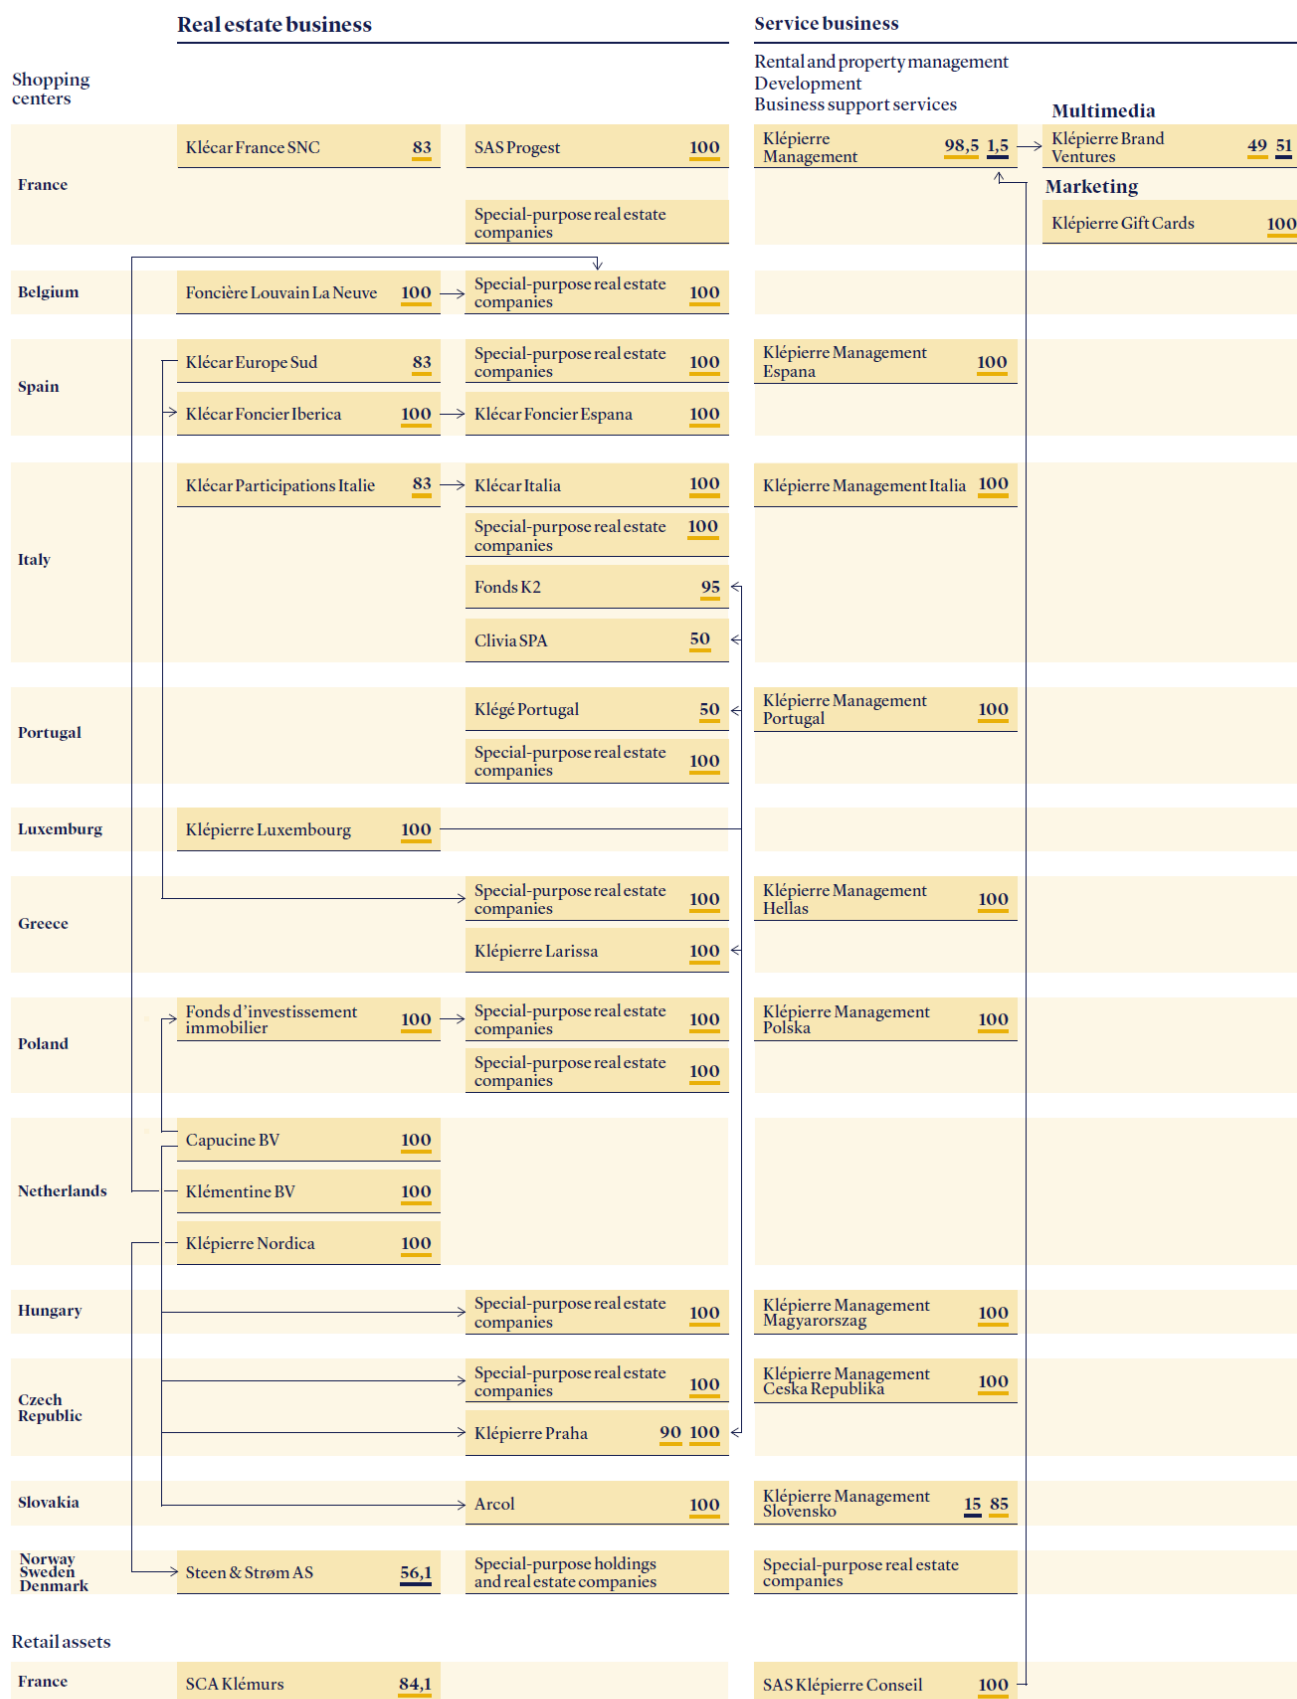 Real estate business
Service business
Shopping
centers
Rental and property management
Development
Business support services
Multimedia
France
Klécar France SNC 83
SAS Progest 100
Klépierre
Management 98,5 1,5
Klépierre Brand
Ventures 49 51
Marketing
Special-purpose real estate
companies
Klépierre Gift Cards 100
Belgium
Foncière Louvain La Neuve 100
Special-purpose real estate
companies 100
Spain
Klécar Europe Sud 83
Special-purpose real estate
companies 100
Klépierre Management
Espana 100
Klécar Foncier Iberica 100
Klécar Foncier Espana 100
Italy
Klécar Participations Italie 83
Klécar Italia 100
Klépierre Management Italia 100
Special-purpose real estate
companies 100
Fonds K2 95
Clivia SPA 50
Portugal
Klégé Portugal 50
Klépierre Management
Portugal 100
Special-purpose real estate
companies 100
Luxemburg
Klépierre Luxembourg 100
Greece
Special-purpose real estate
companies 100
Klépierre Management
Hellas 100
Klépierre Larissa 100
Poland
Fonds d’investissement
immobilier 100
Special-purpose real estate
companies 100
Klépierre Management
Polska 100
Special-purpose real estate
companies 100
Netherlands
Capucine BV 100
Klémentine BV 100
Klépierre Nordica 100
Hungary
Special-purpose real estate
companies 100
Klépierre Management
Magyarorszag 100
Czech
Republic
Special-purpose real estate
companies 100
Klépierre Management
Ceska Republika 100
Klépierre Praha 90 100
Slovakia
Arcol 100
Klépierre Management
Slovensko 15 85
Norway
Sweden
Denmark
Steen & Strøm AS 56,1
Special-purpose holdings
and real estate companies
Special-purpose real estate
companies
Retail assets
France
SCA Klémurs 84,1
SAS Klépierre Conseil 100